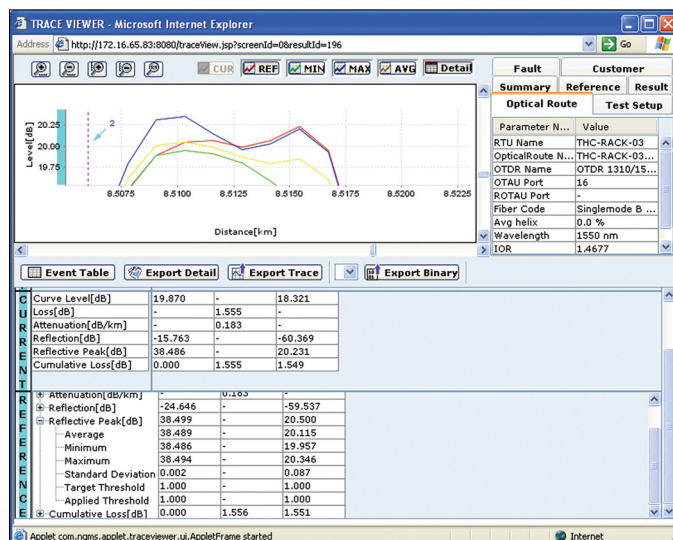 TRACE VIEWER - Microsoft Internet Explorer
Address http://172.16.65.83:8080/traceView.jsp?screenId=0&resultId=196 Go
CUR REF MIN MAX AVG Detail
Fault Customer
Summary Reference Result
Optical Route Test Setup
Parameter N... Value
RTU Name THC-RACK-03
OpticalRoute N... THC-RACK-03...
OTDR Name OTDR 1310/15...
OTAU Port 16
ROTAU Port -
Fiber Code Singlemode B ...
Avg helix 0.0 %
Wavelength 1550 nm
IOR 1.4677
Level[dB]
20.25
20.00
19.75
2
8.5075 8.5100 8.5125 8.5150 8.5175 8.5200 8.5225
Distance[km]
Event Table Export Detail Export Trace Export Binary
CURRENT
Curve Level[dB] 19.870 - 18.321
Loss[dB] - 1.555 -
Attenuation[dB/km] - 0.183 -
Reflection[dB] -15.763 - -60.369
Reflective Peak[dB] 38.486 - 20.231
Cumulative Loss[dB] 0.000 1.555 1.549
REFERENCE
Attenuation[dB/km] - 0.183 -
Reflection[dB] -24.646 - -59.537
Reflective Peak[dB] 38.499 - 20.500
Average 38.489 - 20.115
Minimum 38.486 - 19.957
Maximum 38.494 - 20.346
Standard Deviation 0.002 - 0.087
Target Threshold 1.000 - 1.000
Applied Threshold 1.000 - 1.000
Cumulative Loss[dB] 0.000 1.556 1.551
Applet com.ngms.applet.traceviewer.ui.AppletFrame started Internet